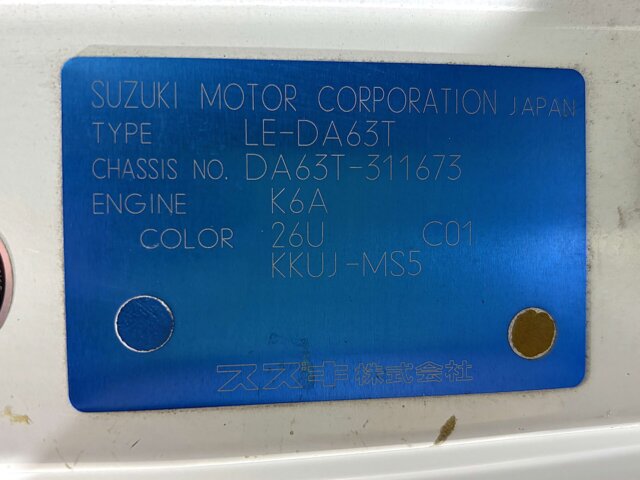 SUZUKI MOTOR CORPORATION JAPAN
TYPE LE-DA63T
CHASSIS NO. DA63T-311673
ENGINE K6A
COLOR 26U C01
KKUJ-MS5
スズキ株式会社